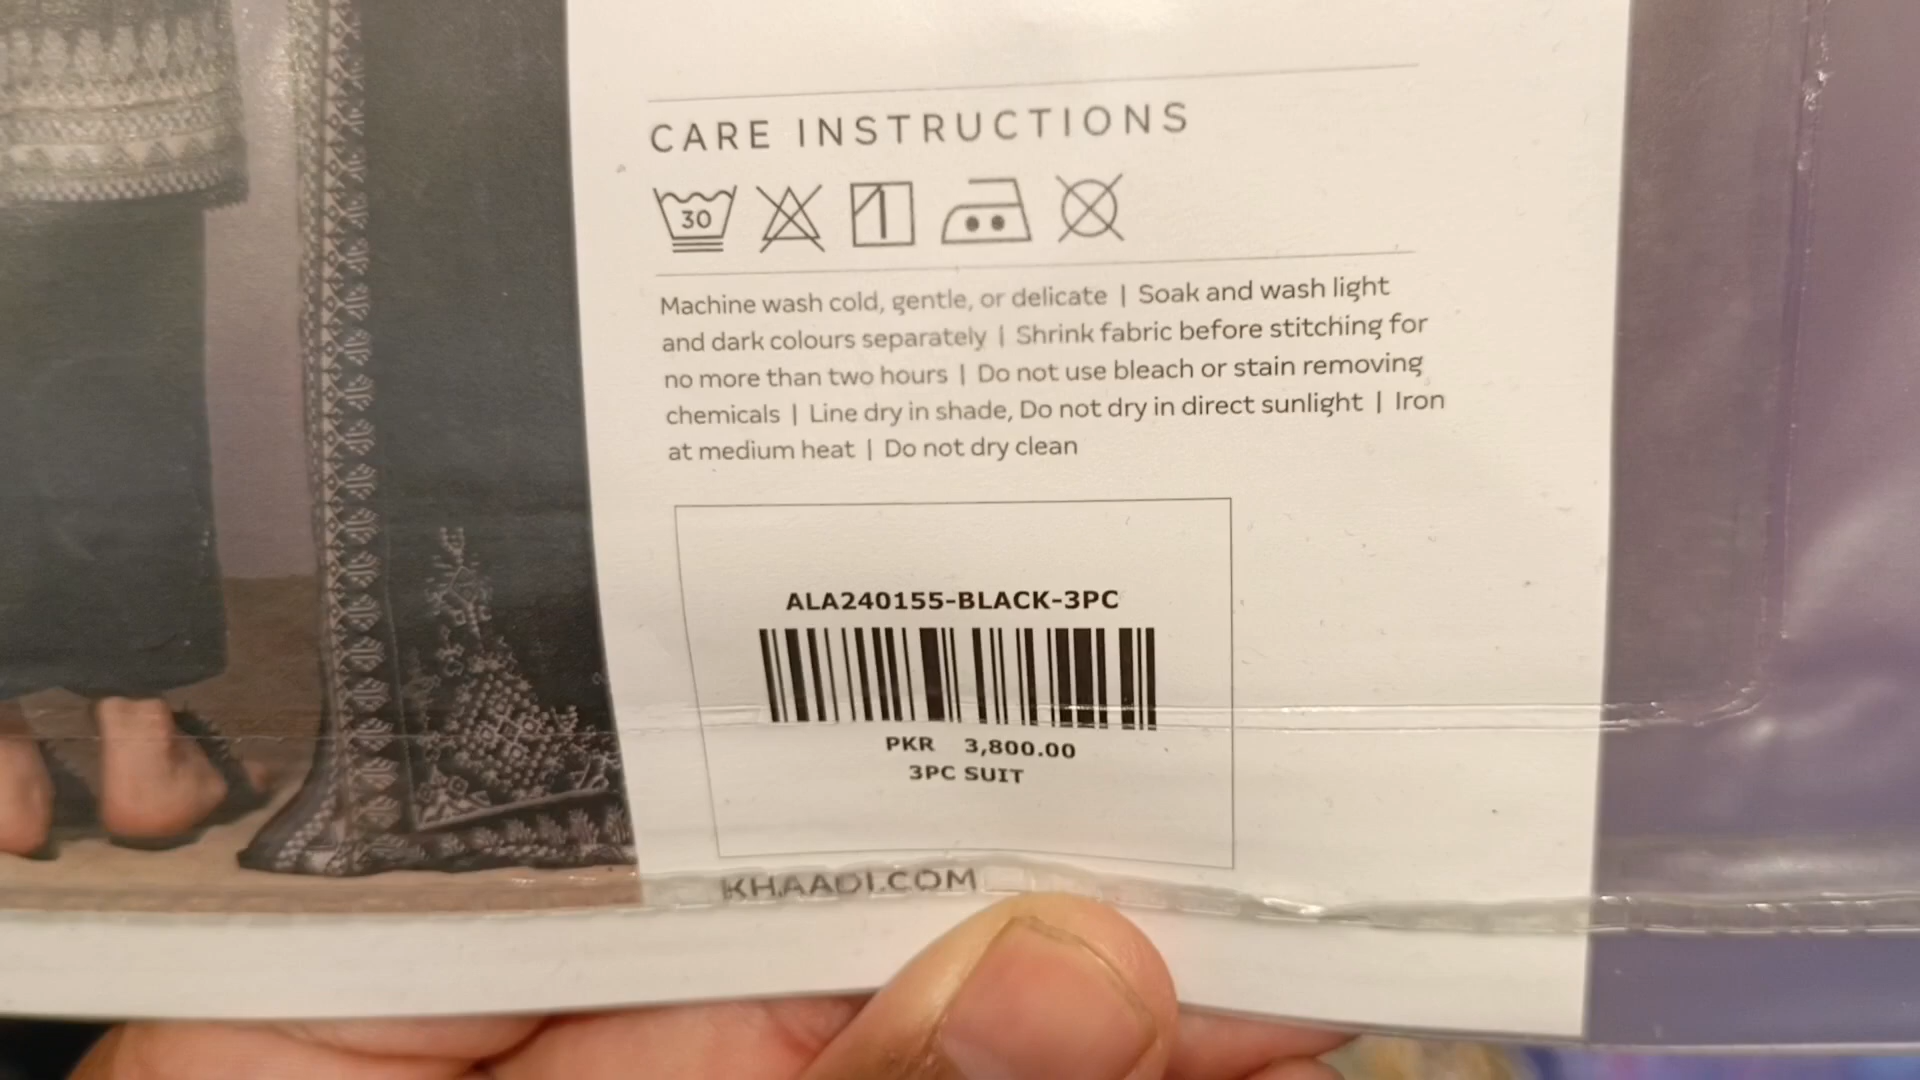 CARE INSTRUCTIONS
30
Machine wash cold, gentle, or delicate | Soak and wash light
and dark colours separately | Shrink fabric before stitching for
no more than two hours | Do not use bleach or stain removing
chemicals | Line dry in shade, Do not dry in direct sunlight | Iron
at medium heat | Do not dry clean
ALA240155-BLACK-3PC
PKR 3,800.00
3PC SUIT
KHAADI.COM